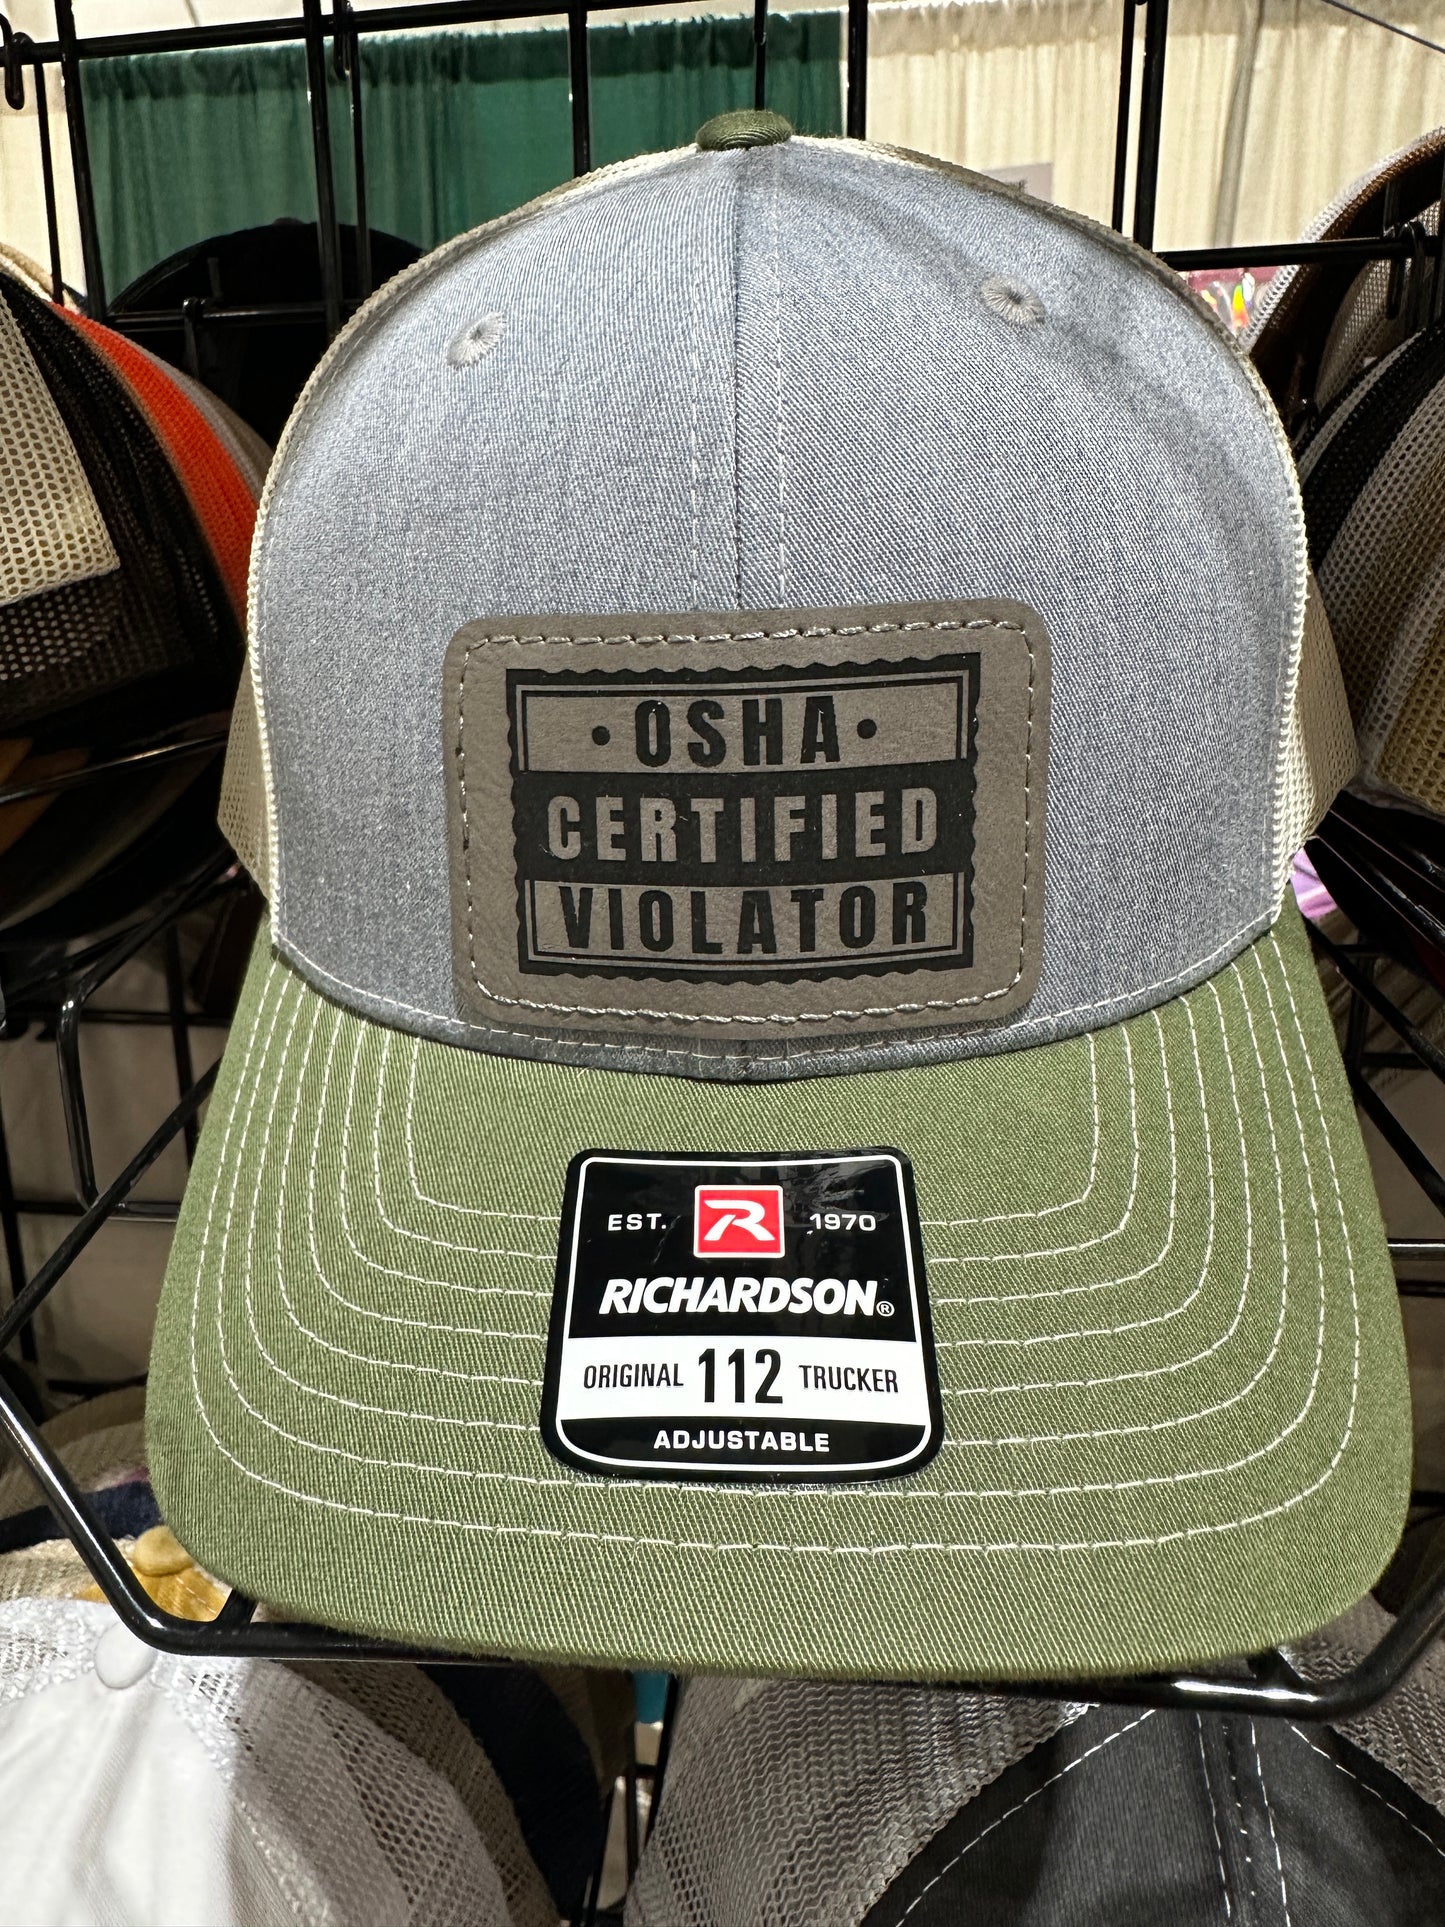 • OSHA •
CERTIFIED
VIOLATOR
EST. R 1970
RICHARDSON®
ORIGINAL 112 TRUCKER
ADJUSTABLE